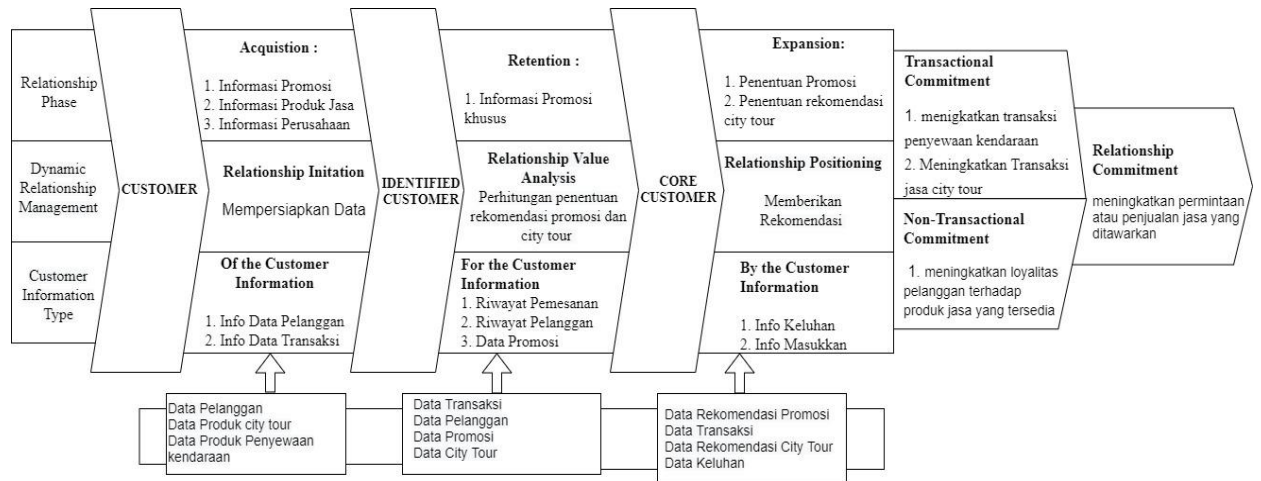 Relationship
Phase
Dynamic
Relationship
Management
Customer
Information
Type
CUSTOMER
Acquistion :
1. Informasi Promosi
2. Informasi Produk Jasa
3. Informasi Perusahaan
Relationship Initation
Mempersiapkan Data
Of the Customer
Information
1. Info Data Pelanggan
2. Info Data Transaksi
IDENTIFIED
CUSTOMER
Retention :
1. Informasi Promosi
khusus
Relationship Value
Analysis
Perhitungan penentuan
rekomendasi promosi dan
city tour
For the Customer
Information
1. Riwayat Pemesanan
2. Riwayat Pelanggan
3. Data Promosi
CORE
CUSTOMER
Expansion:
1. Penentuan Promosi
2. Penentuan rekomendasi
city tour
Relationship Positioning
Memberikan
Rekomendasi
By the Customer
Information
1. Info Keluhan
2. Info Masukkan
Transactional
Commitment
1. menigkatkan transaksi
penyewaan kendaraan
2. Meningkatkan Transaksi
jasa city tour
Non-Transactional
Commitment
1. meningkatkan loyalitas
pelanggan terhadap
produk jasa yang tersedia
Relationship
Commitment
meningkatkan permintaan
atau penjualan jasa yang
ditawarkan
Data Pelanggan
Data Produk city tour
Data Produk Penyewaan
kendaraan
Data Transaksi
Data Pelanggan
Data Promosi
Data City Tour
Data Rekomendasi Promosi
Data Transaksi
Data Rekomendasi City Tour
Data Keluhan